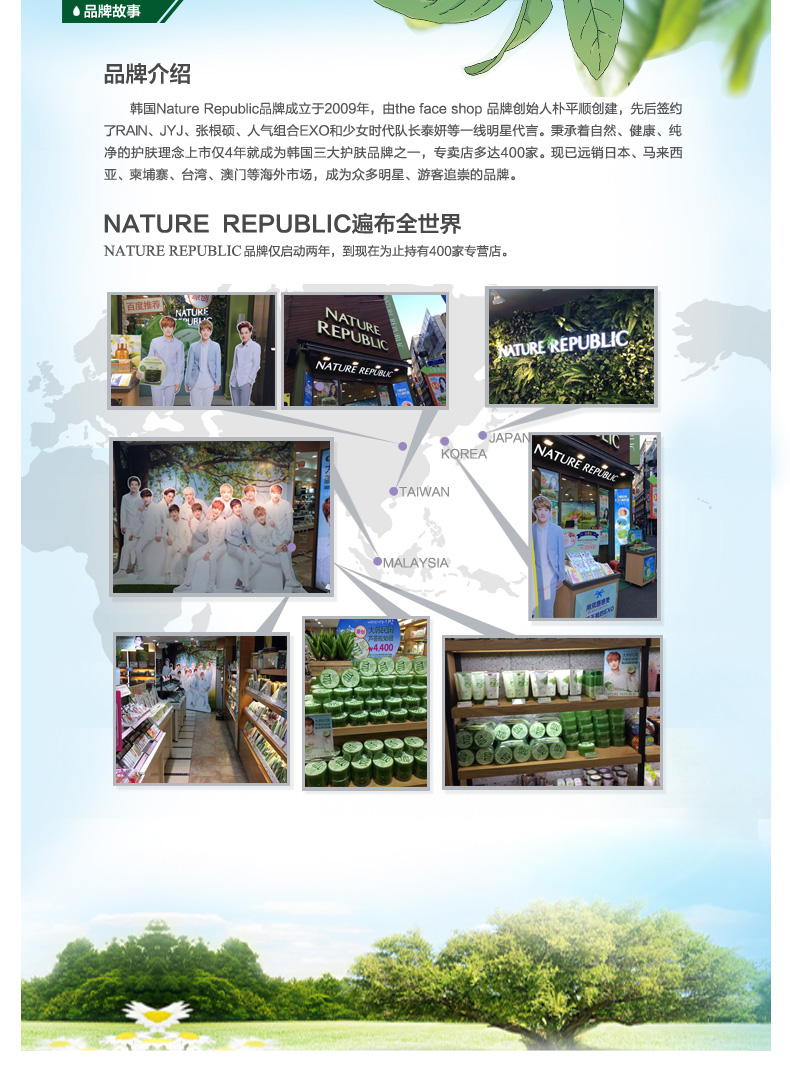 品牌故事
品牌介绍
韩国Nature Republic品牌成立于2009年，由the face shop 品牌创始人朴平顺创建，先后签约
了RAIN、JYJ、张根硕、人气组合EXO和少女时代队长泰妍等一线明星代言。秉承着自然、健康、纯
净的护肤理念上市仅4年就成为韩国三大护肤品牌之一，专卖店多达400家。现已远销日本、马来西
亚、柬埔寨、台湾、澳门等海外市场，成为众多明星、游客追崇的品牌。
NATURE REPUBLIC遍布全世界
NATURE REPUBLIC品牌仅启动两年，到现在为止持有400家专营店。
百度推荐
NATURE
REPUBLIC
NATURE
REPUBLIC
NATURE REPUBLIC
NATURE REPUBLIC
JAPAN
KOREA
TAIWAN
MALAYSIA
NATURE REPUBLIC
4,400